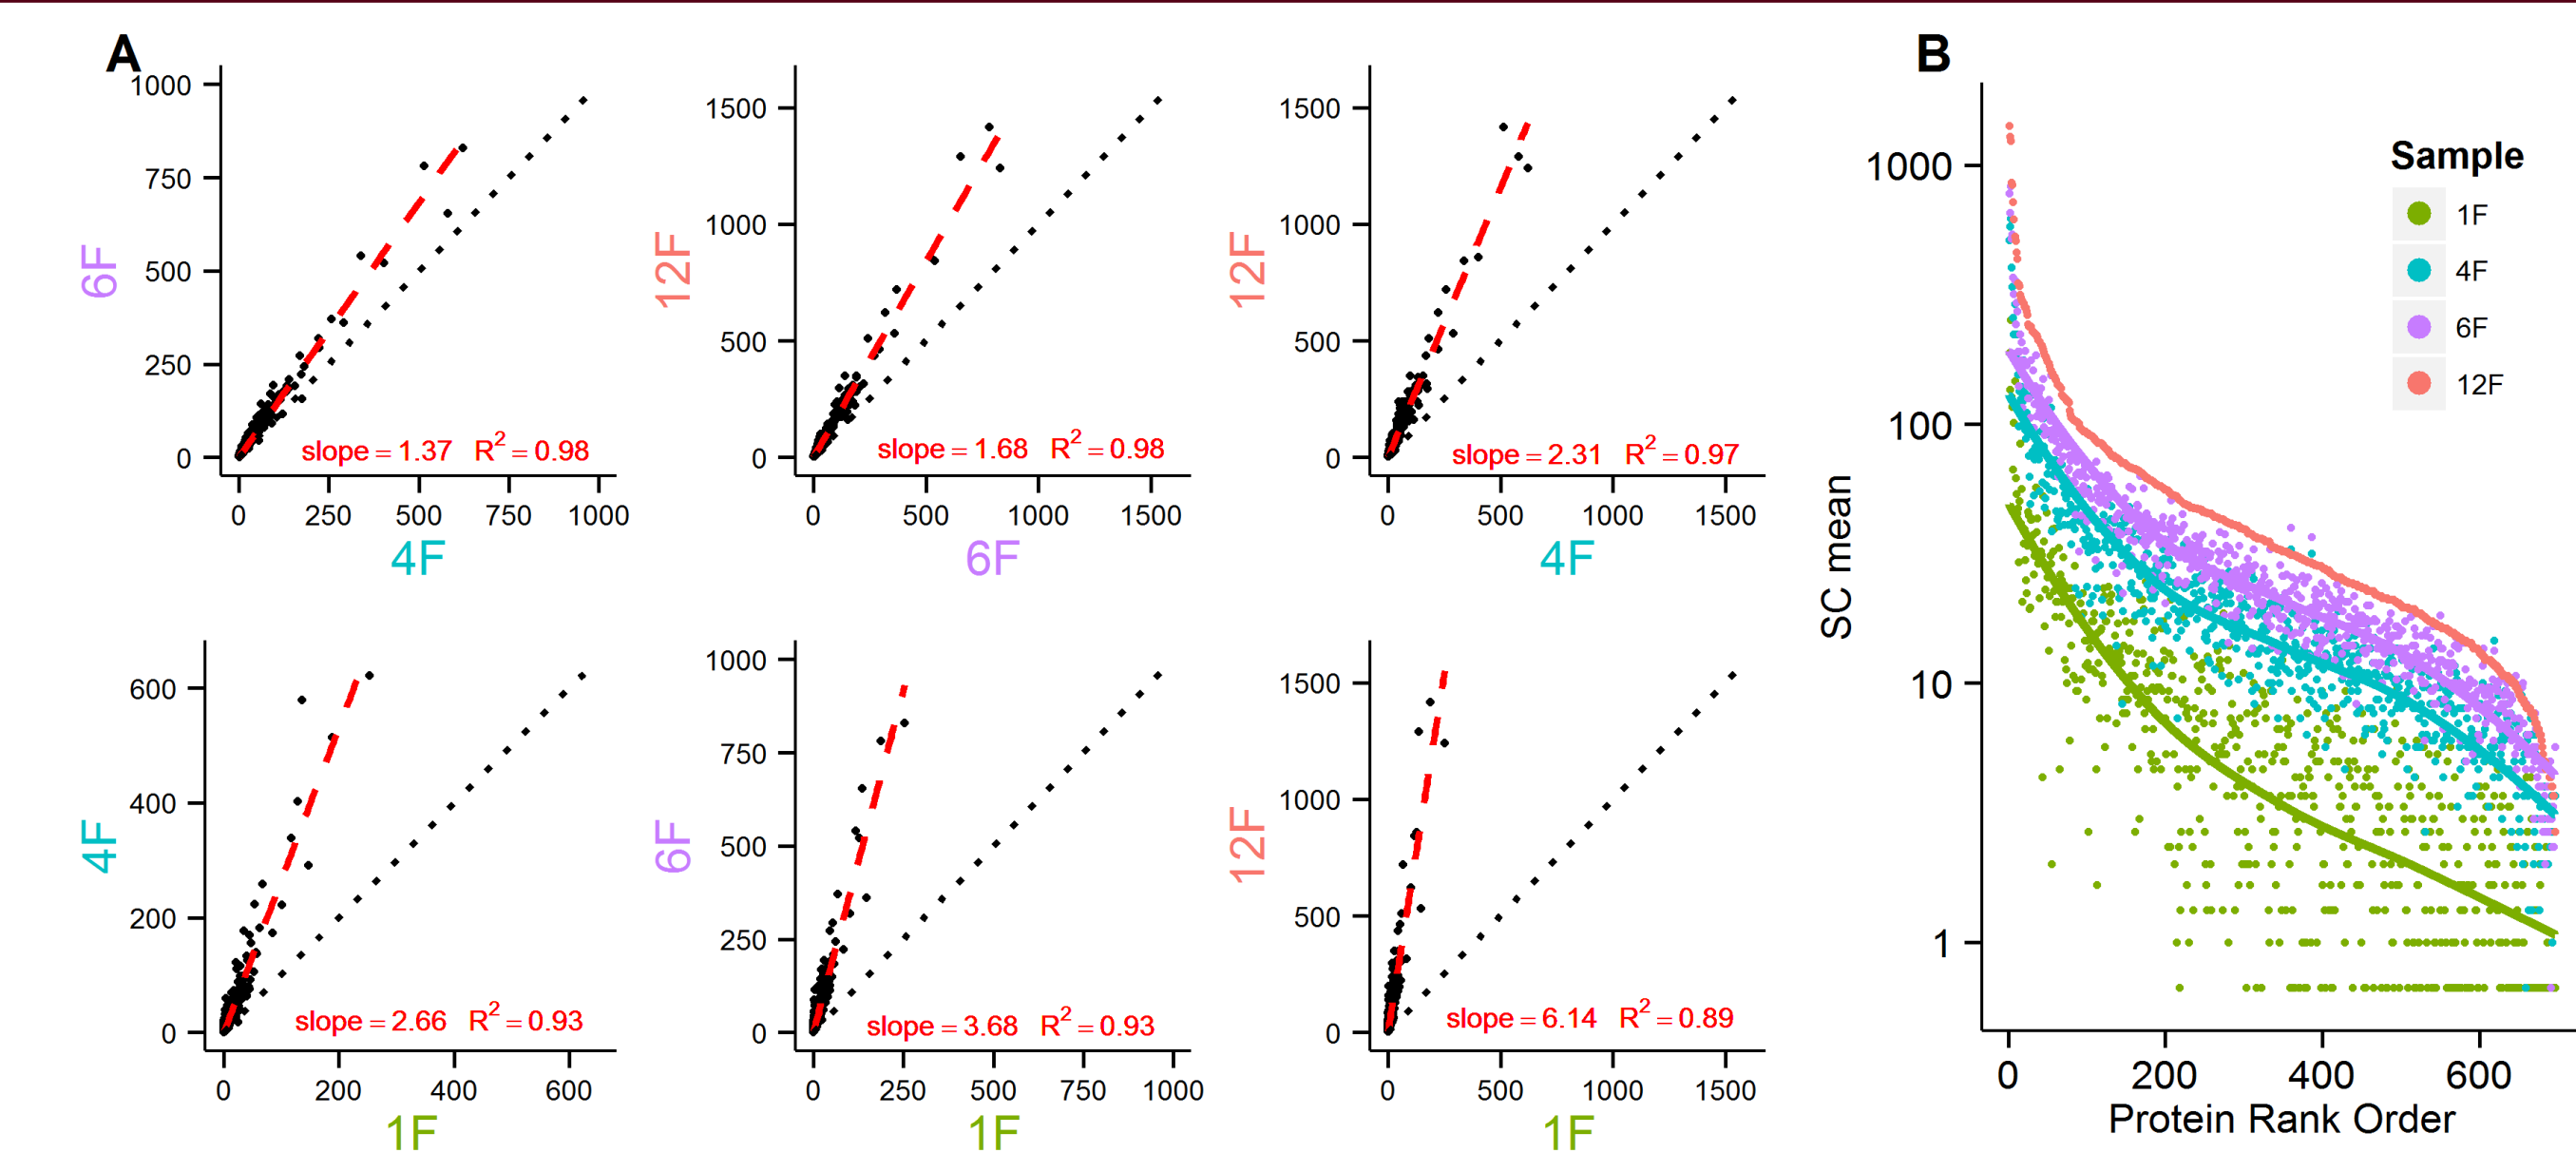 A
1000
750
500
250
0
6F
slope = 1.37 R² = 0.98
0 250 500 750 1000
4F
1500
1000
500
0
12F
slope = 1.68 R² = 0.98
0 500 1000 1500
6F
1500
1000
500
0
12F
slope = 2.31 R² = 0.97
0 500 1000 1500
4F
600
400
200
0
4F
slope = 2.66 R² = 0.93
0 200 400 600
1F
1000
750
500
250
0
6F
slope = 3.68 R² = 0.93
0 250 500 750 1000
1F
1500
1000
500
0
12F
slope = 6.14 R² = 0.89
0 500 1000 1500
1F
B
1000
100
10
1
SC mean
Sample
1F
4F
6F
12F
0 200 400 600
Protein Rank Order